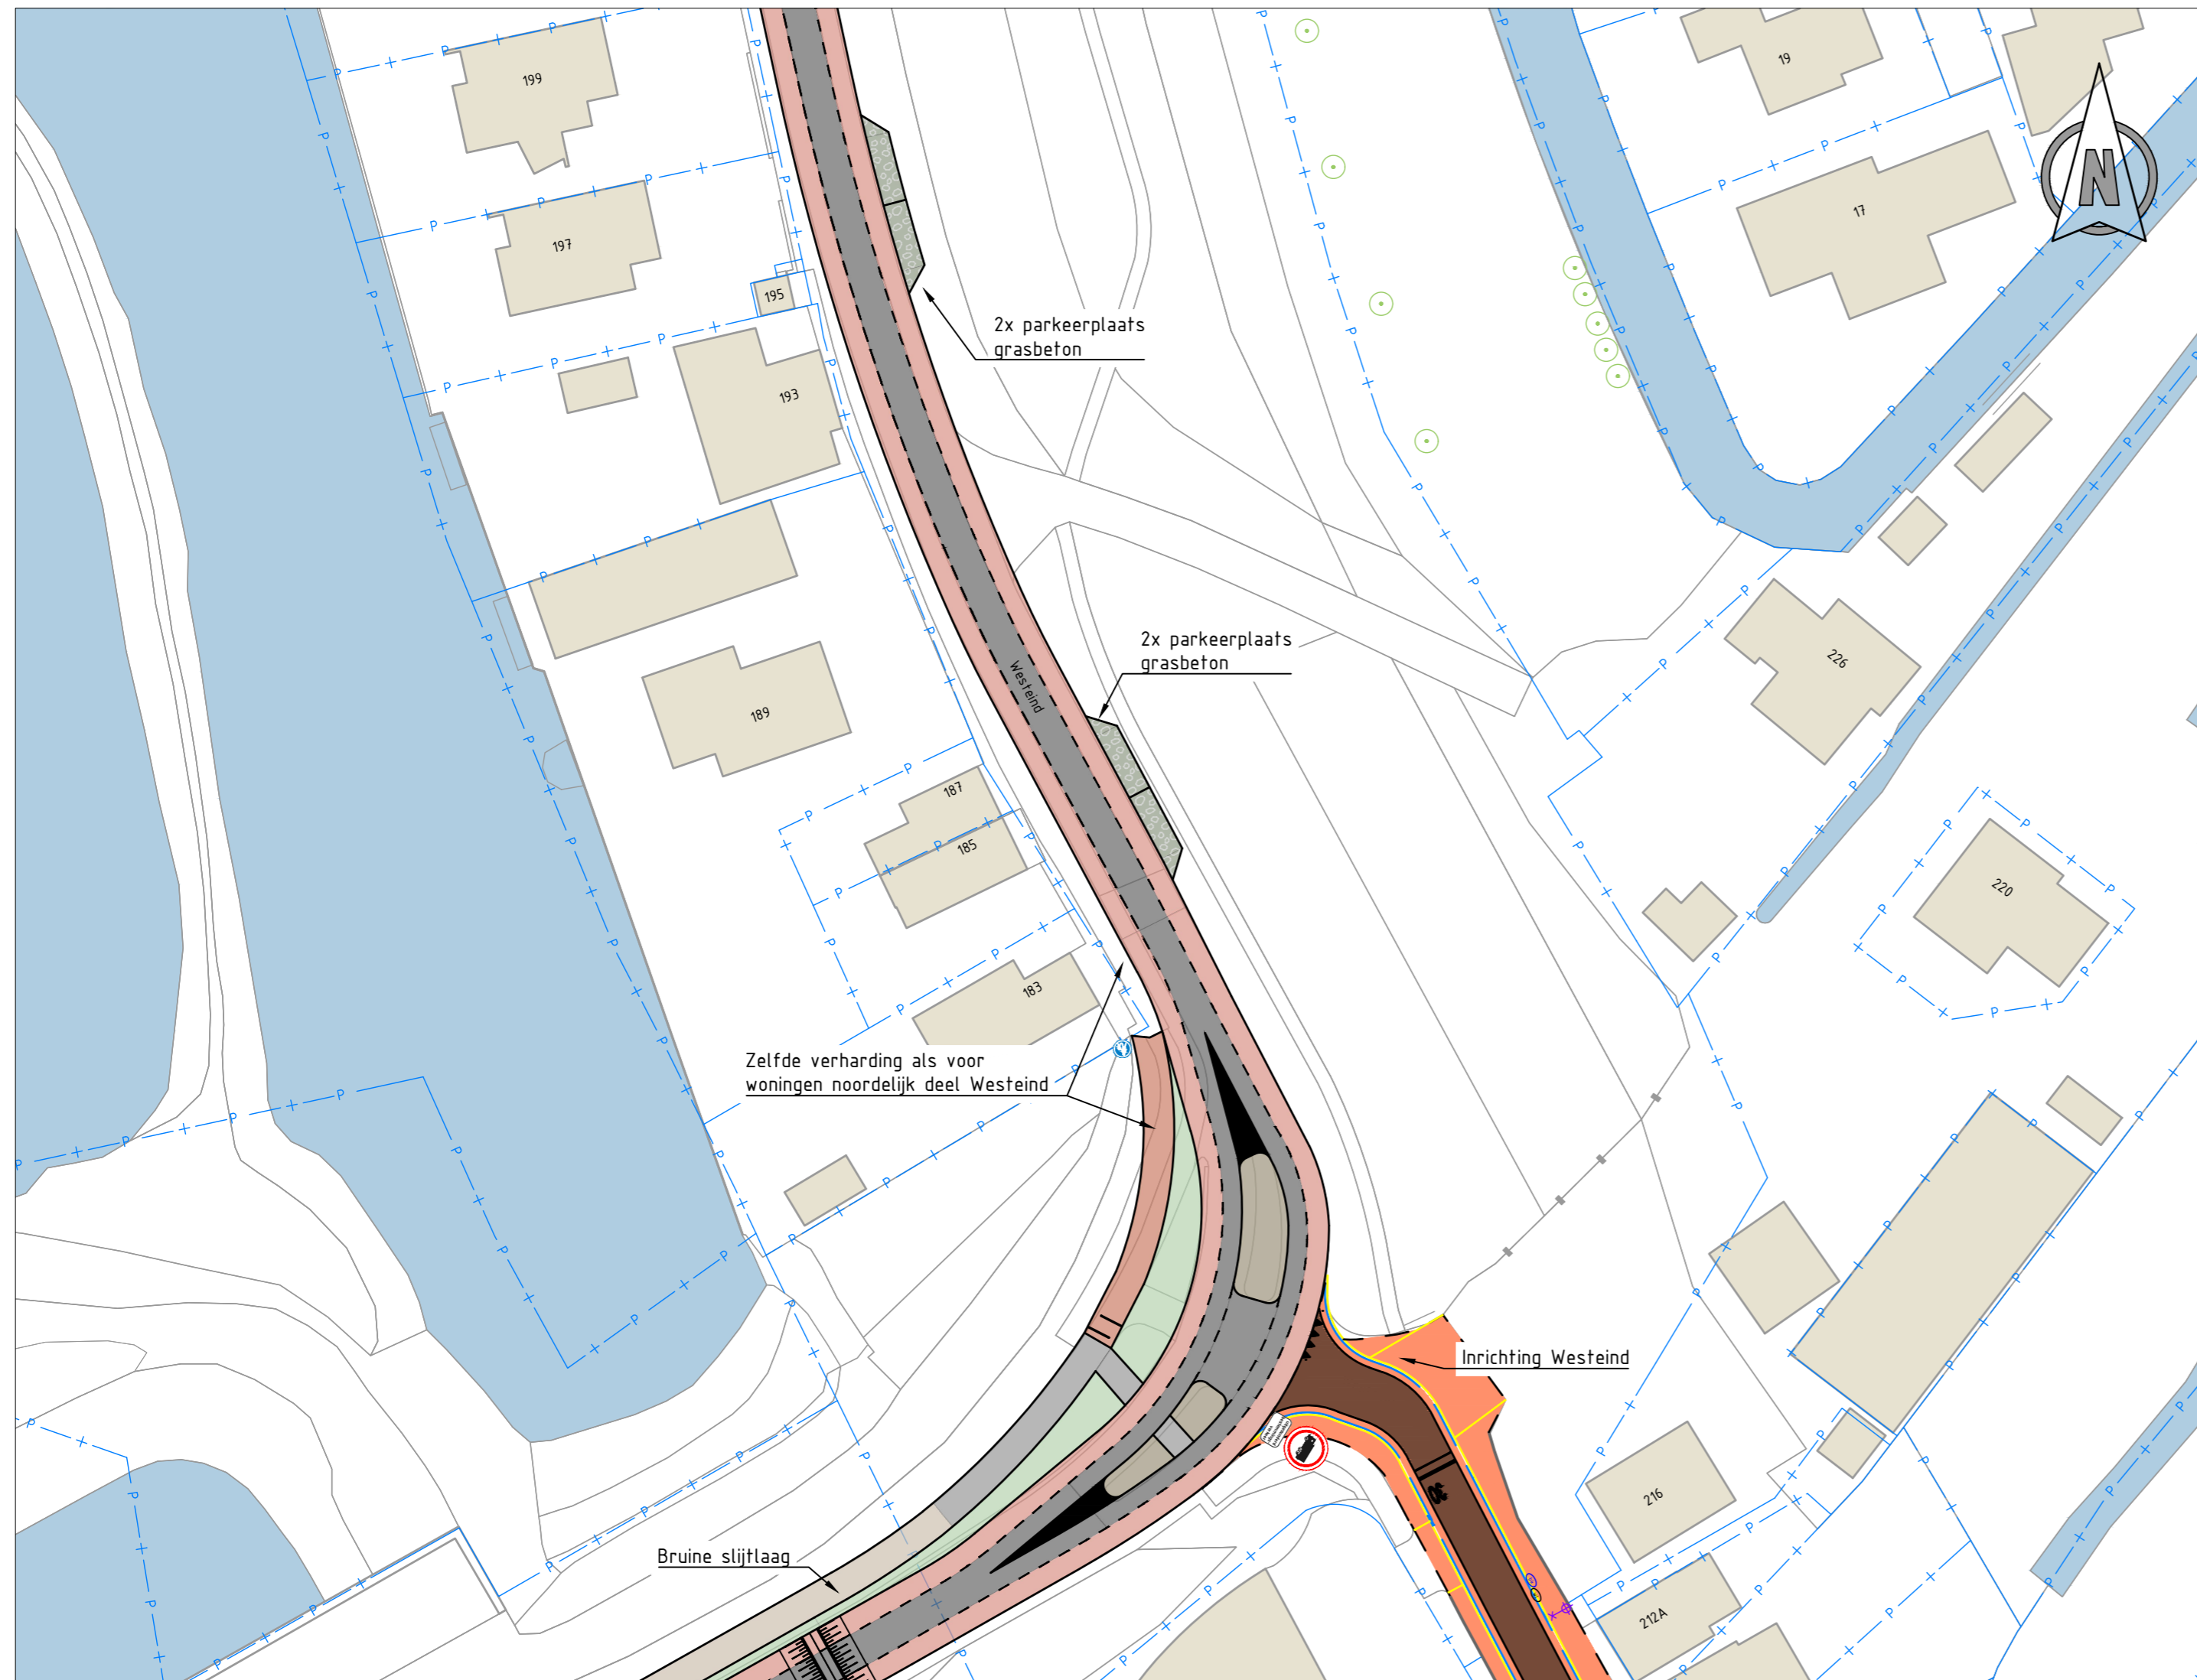 199
19
N
17
197
195
2x parkeerplaats
grasbeton
193
2x parkeerplaats
grasbeton
226
Westeind
189
187
185
220
183
Zelfde verharding als voor
woningen noordelijk deel Westeind
Inrichting Westeind
30
216
Bruine slijtlaag
212A